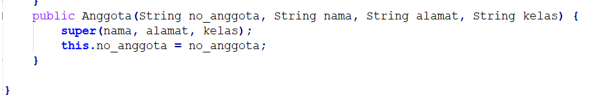 }
public Anggota(String no_anggota, String nama, String alamat, String kelas) {
super(nama, alamat, kelas);
this.no_anggota = no_anggota;
}
}